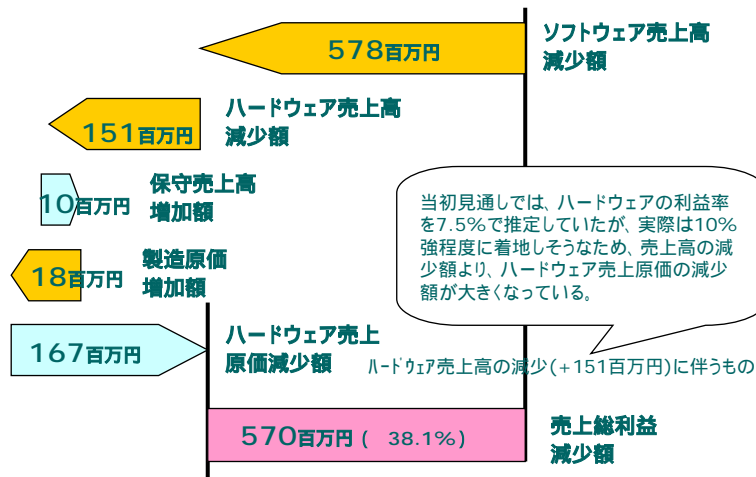 578百万円
ソフトウェア売上高
減少額
151百万円
ハードウェア売上高
減少額
10百万円
保守売上高
増加額
18百万円
製造原価
増加額
当初見通しでは、ハードウェアの利益率
を7.5%で推定していたが、実際は10%
強程度に着地しそうなため、売上高の減
少額より、ハードウェア売上原価の減少
額が大きくなっている。
167百万円
ハードウェア売上
原価減少額
ハードウェア売上高の減少(+151百万円)に伴うもの
570百万円 ( 38.1%)
売上総利益
減少額